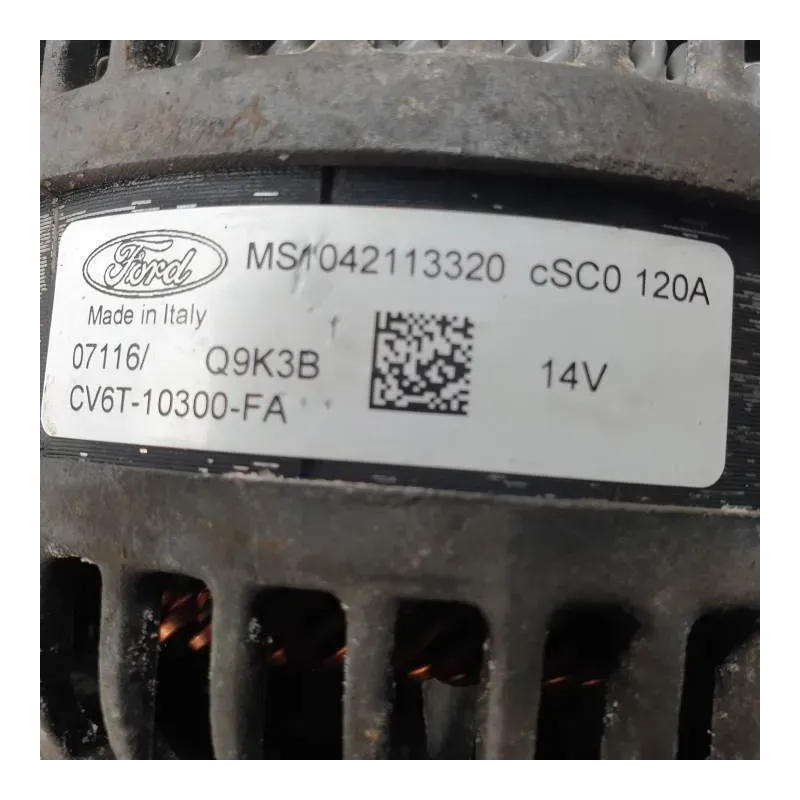 Ford MS1042113320 cSC0 120A
Made in Italy
07116/ Q9K3B 14V
CV6T-10300-FA